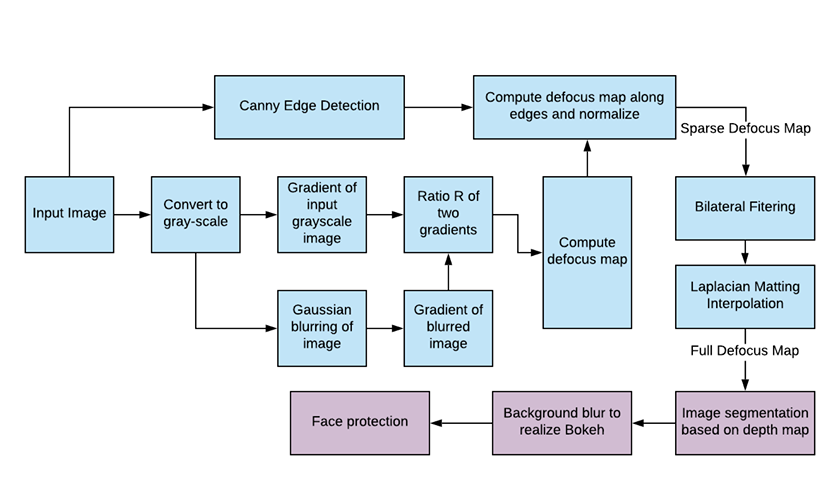 Canny Edge Detection
Compute defocus map along
edges and normalize
Sparse Defocus Map
Input Image
Convert to
gray-scale
Gradient of
input
grayscale
image
Ratio R of
two
gradients
Compute
defocus map
Bilateral Fitering
Gaussian
blurring of
image
Gradient of
blurred
image
Laplacian Matting
Interpolation
Full Defocus Map
Face protection
Background blur to
realize Bokeh
Image segmentation
based on depth map